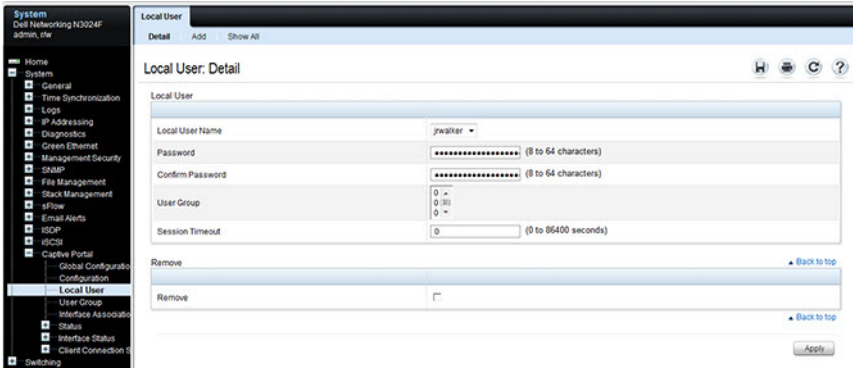 System
Dell Networking N3024F
admin, r/w
Home
System
General
Time Synchronization
Logs
IP Addressing
Diagnostics
Green Ethernet
Management Security
SNMP
File Management
Stack Management
sFlow
Email Alerts
ISDP
iSCSI
Captive Portal
Global Configuratio
Configuration
Local User
User Group
Interface Associatio
Status
Interface Status
Client Connection S
Switching
Local User
Detail Add Show All
Local User: Detail
Local User
Local User Name jrwalker
Password (8 to 64 characters)
Confirm Password (8 to 64 characters)
User Group 0 0 0
Session Timeout 0 (0 to 86400 seconds)
Remove Back to top
Remove
Back to top
Apply